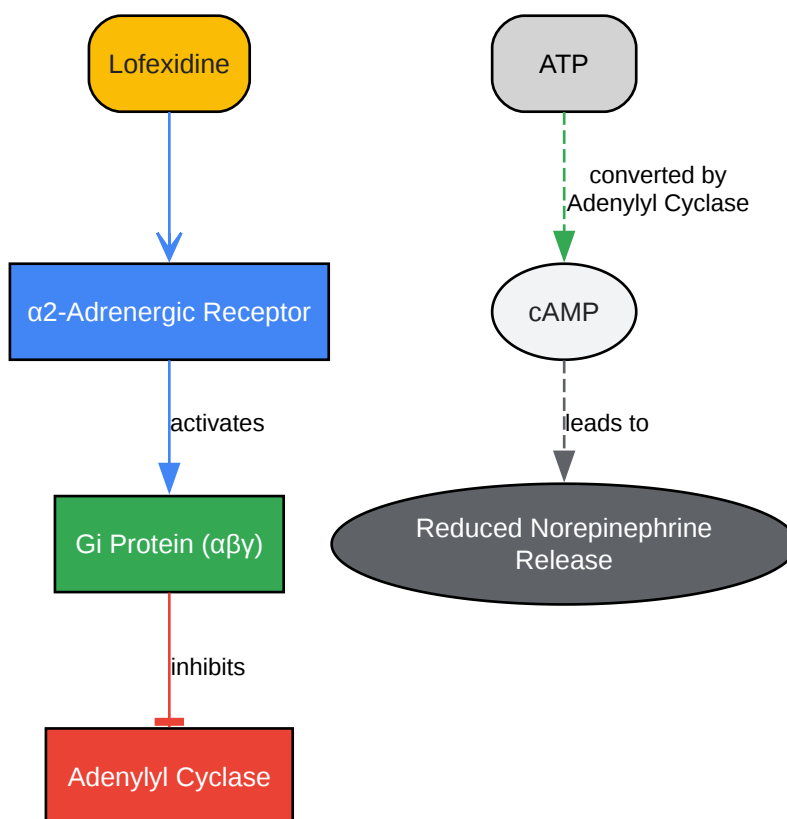 Lofexidine
α2-Adrenergic Receptor
activates
Gi Protein (αβγ)
inhibits
Adenylyl Cyclase
ATP
converted by
Adenylyl Cyclase
cAMP
leads to
Reduced Norepinephrine
Release